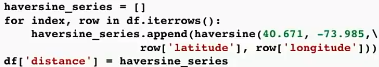 haversine_series = []
for index, row in df.iterrows():
    haversine_series.append(haversine(40.671, -73.985,\
                            row['latitude'], row['longitude']))
df['distance'] = haversine_series